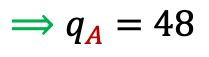 ⟹ q_A = 48